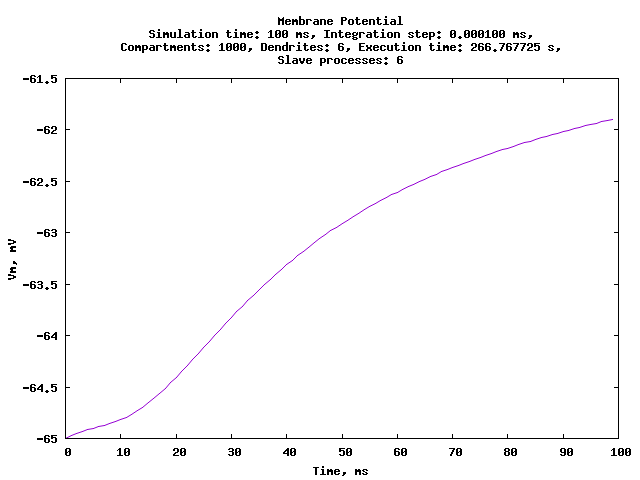 Membrane Potential
Simulation time: 100 ms, Integration step: 0.000100 ms,
Compartments: 1000, Dendrites: 6, Execution time: 266.767725 s,
Slave processes: 6
-61.5
-62
-62.5
-63
-63.5
-64
-64.5
-65
Vm, mV
0 10 20 30 40 50 60 70 80 90 100
Time, ms